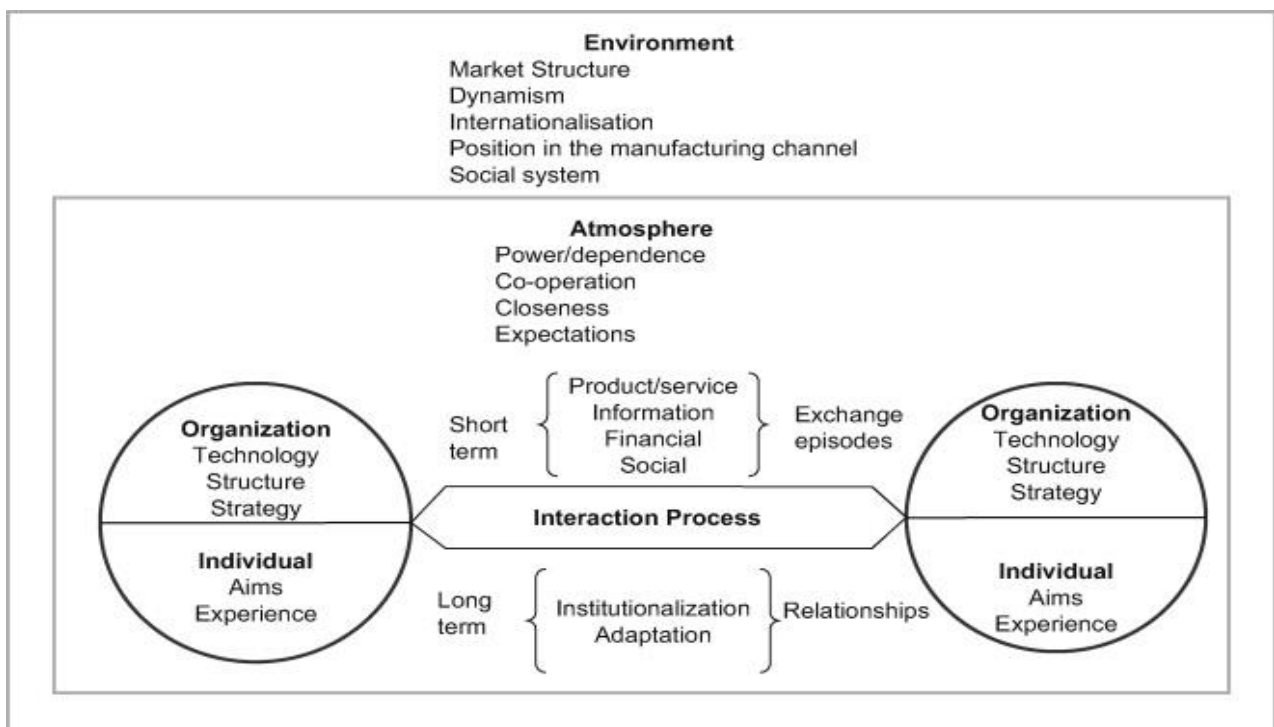 Environment
Market Structure
Dynamism
Internationalisation
Position in the manufacturing channel
Social system
Atmosphere
Power/dependence
Co-operation
Closeness
Expectations
Organization
Technology
Structure
Strategy
Individual
Aims
Experience
Short
term
Product/service
Information
Financial
Social
Exchange
episodes
Interaction Process
Long
term
Institutionalization
Adaptation
Relationships
Organization
Technology
Structure
Strategy
Individual
Aims
Experience